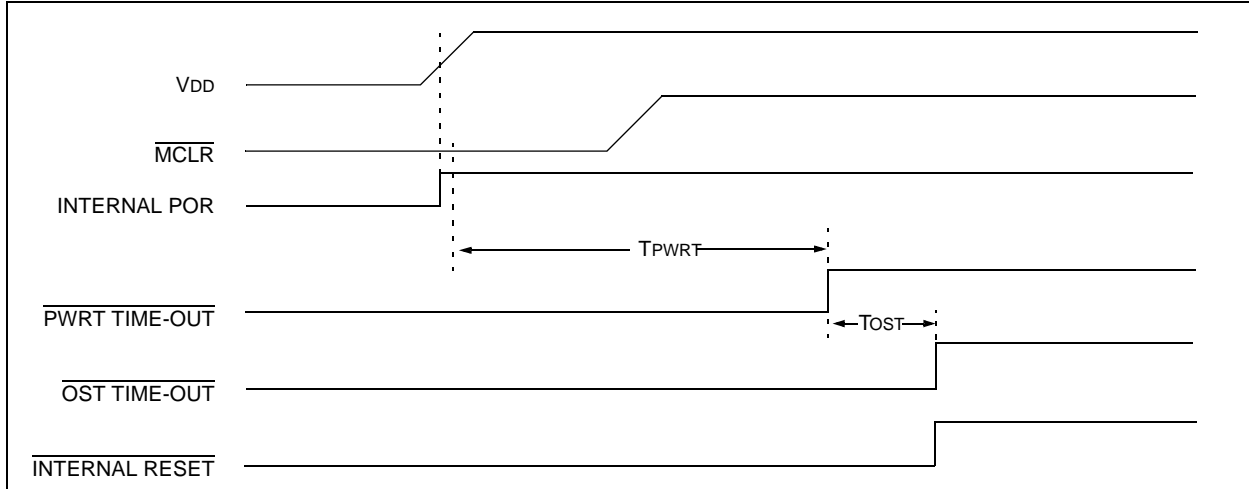 VDD
MCLR
INTERNAL POR
TPWRT
PWRT TIME-OUT
TOST
OST TIME-OUT
INTERNAL RESET